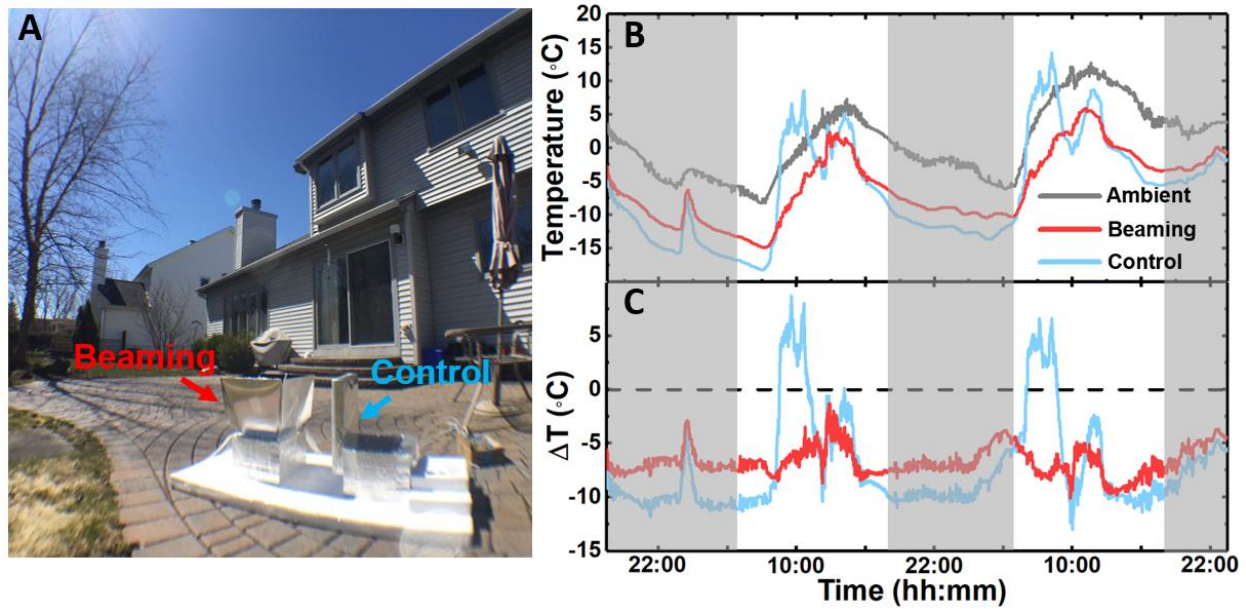 A
Beaming
Control
B
Temperature (◦C)
20
15
10
5
0
-5
-10
-15
Ambient
Beaming
Control
C
ΔT (◦C)
5
0
-5
-10
-15
22:00
10:00
22:00
10:00
22:00
Time (hh:mm)